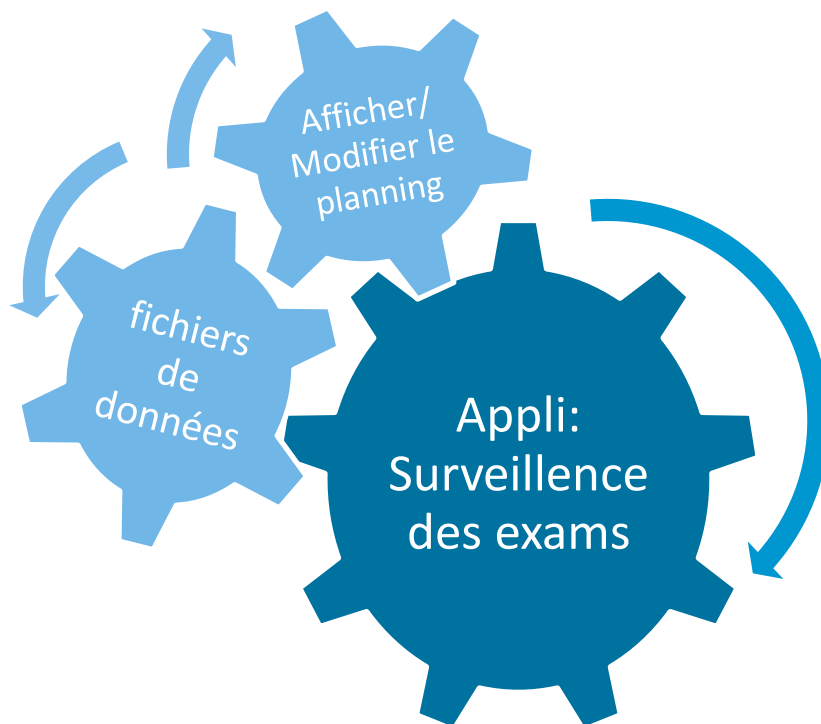 Afficher/
Modifier le
planning
fichiers
de
données
Appli:
Surveillence
des exams